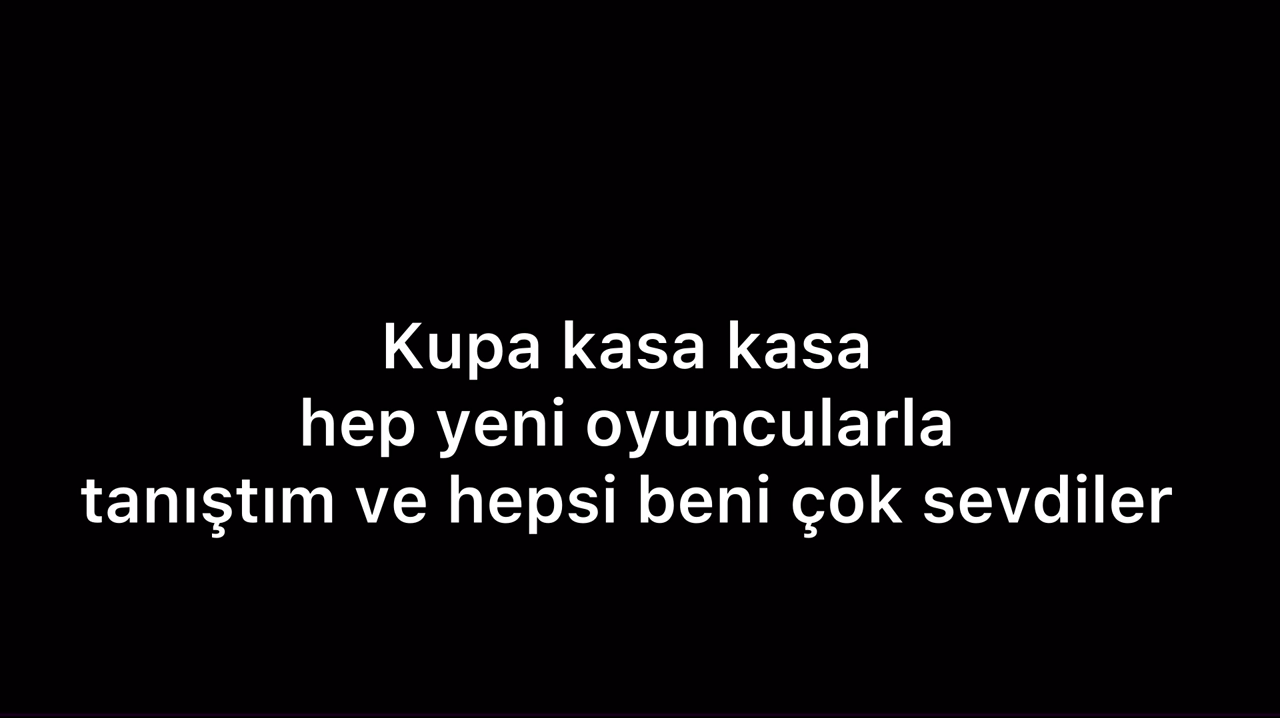 Kupa kasa kasa
hep yeni oyuncularla
tanıştım ve hepsi beni çok sevdiler